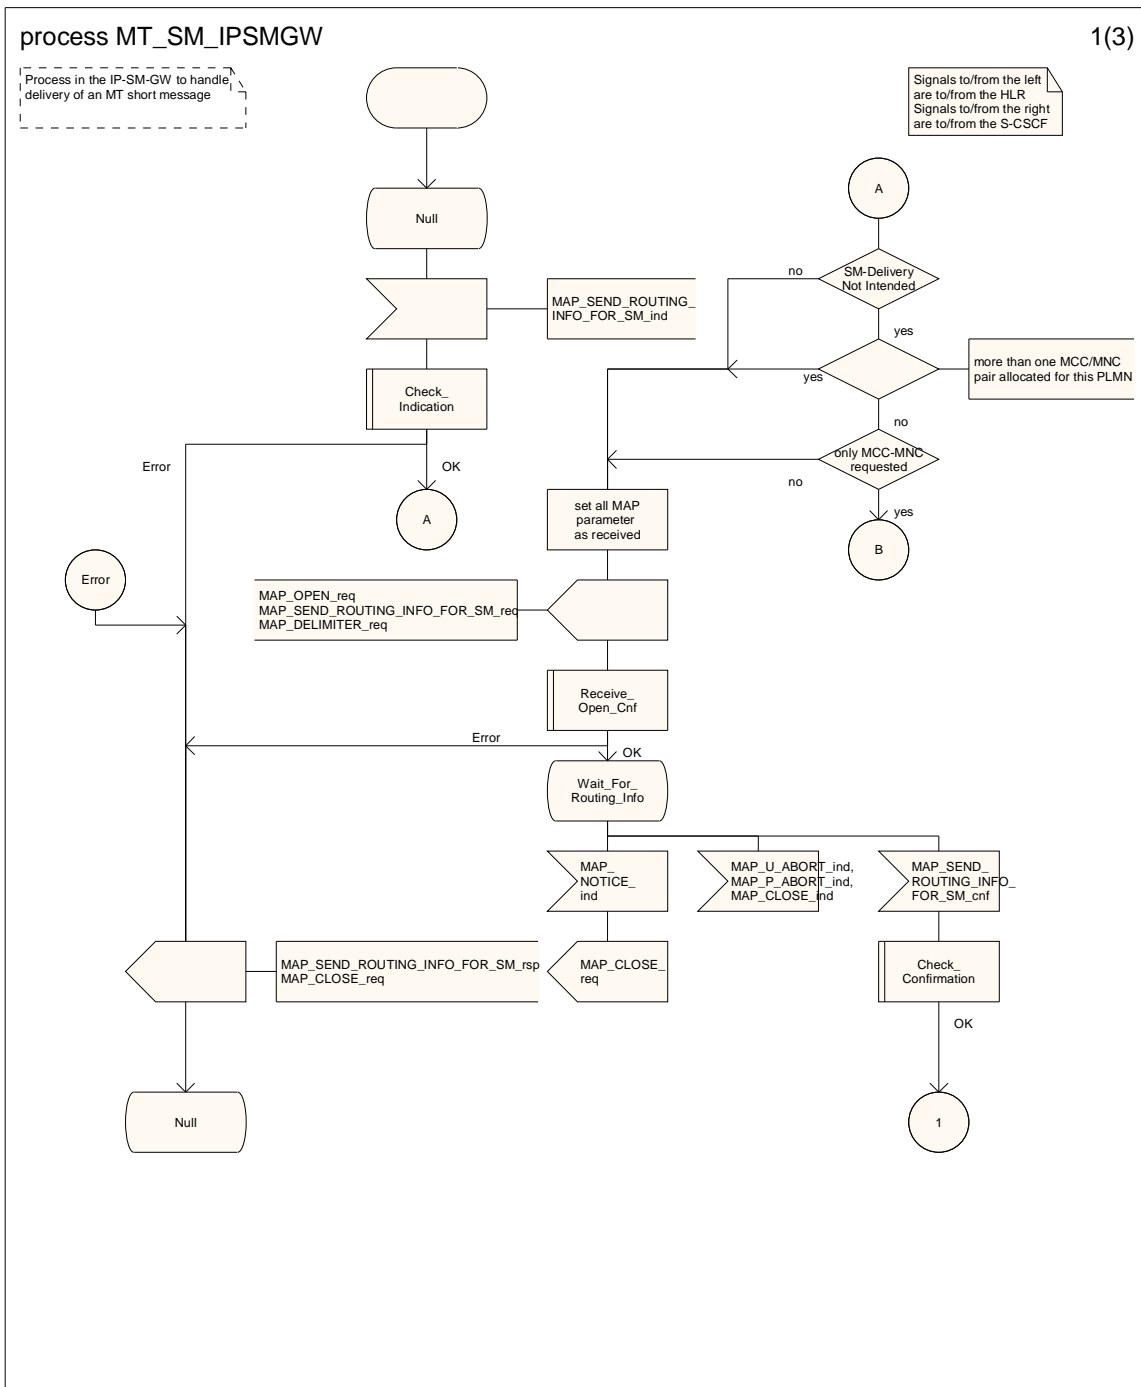 process MT_SM_IPSMGW
1(3)
Process in the IP-SM-GW to handle
delivery of an MT short message
Signals to/from the left
are to/from the HLR
Signals to/from the right
are to/from the S-CSCF
A
Null
no
SM-Delivery
Not Intended
MAP_SEND_ROUTING_
INFO_FOR_SM_ind
yes
more than one MCC/MNC
pair allocated for this PLMN
yes
Check_
Indication
no
only MCC-MNC
requested
Error
OK
no
set all MAP
parameter
as received
yes
A
B
Error
MAP_OPEN_req
MAP_SEND_ROUTING_INFO_FOR_SM_req
MAP_DELIMITER_req
Receive_
Open_Cnf
Error
OK
Wait_For_
Routing_Info
MAP_
NOTICE_
ind
MAP_U_ABORT_ind,
MAP_P_ABORT_ind,
MAP_CLOSE_ind
MAP_SEND_
ROUTING_INFO_
FOR_SM_cnf
MAP_SEND_ROUTING_INFO_FOR_SM_rsp
MAP_CLOSE_req
MAP_CLOSE_
req
Check_
Confirmation
OK
Null
1